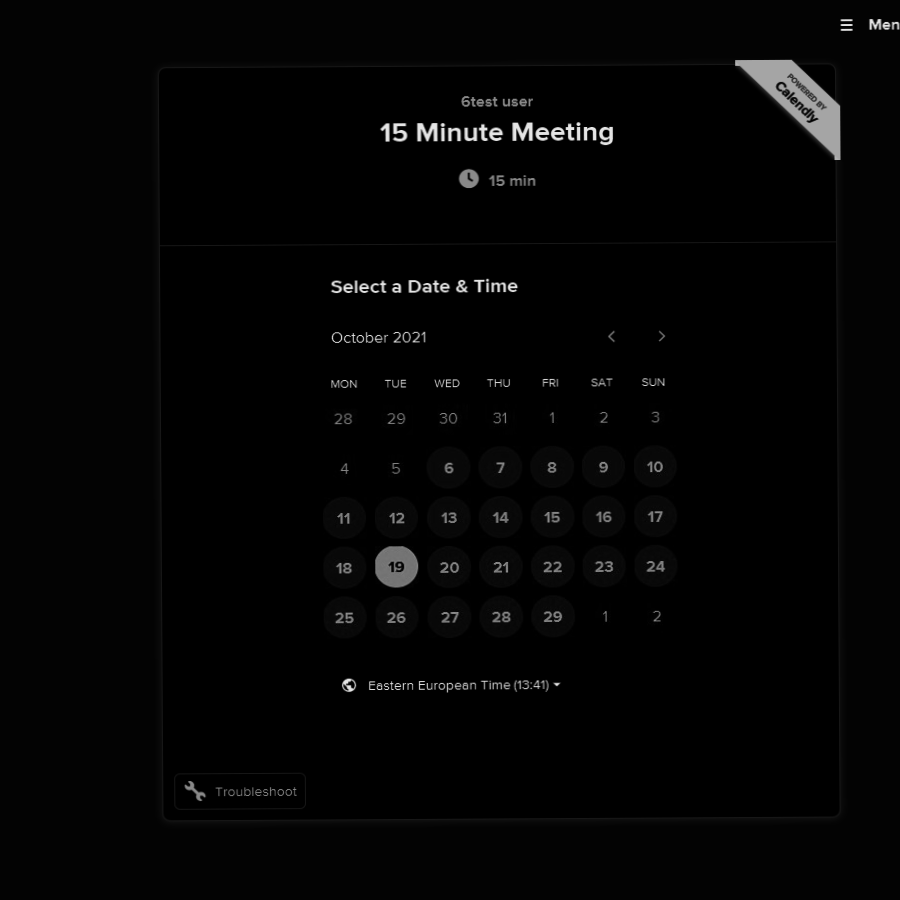 ☰ Men
POWERED BY
Calendly
6test user
15 Minute Meeting
15 min
Select a Date & Time
October 2021 < >
MON TUE WED THU FRI SAT SUN
28 29 30 31 1 2 3
4 5 6 7 8 9 10
11 12 13 14 15 16 17
18 19 20 21 22 23 24
25 26 27 28 29 1 2
Eastern European Time (13:41)
Troubleshoot